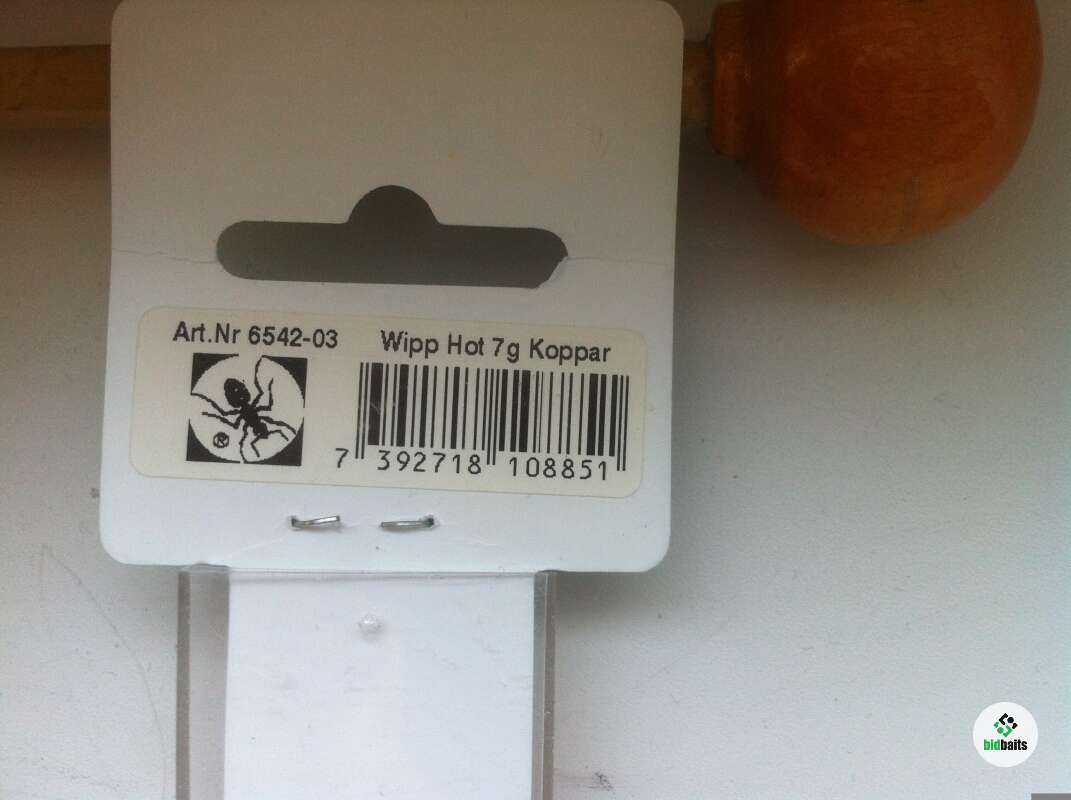 Art.Nr 6542-03
Wipp Hot 7g Koppar
®
7 392718 108851
bidbaits